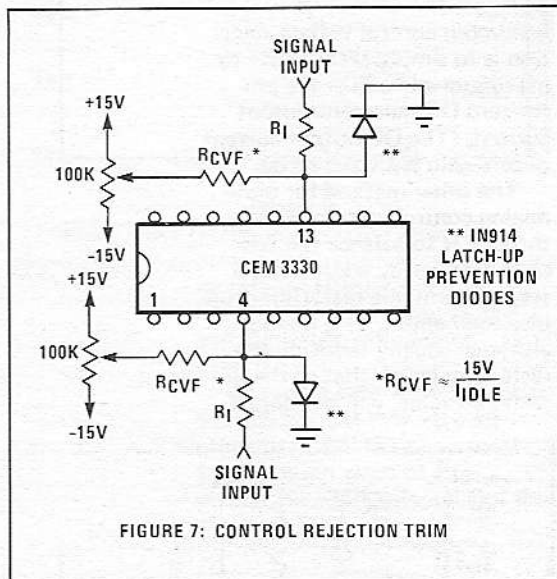 SIGNAL
INPUT
+15V
RI
**
RCVF *
100K
-15V
13
** IN914
LATCH-UP
PREVENTION
DIODES
CEM 3330
+15V
1
4
100K
RCVF *
*RCVF ≈ 15V
IIDLE
RI
**
-15V
SIGNAL
INPUT
FIGURE 7: CONTROL REJECTION TRIM